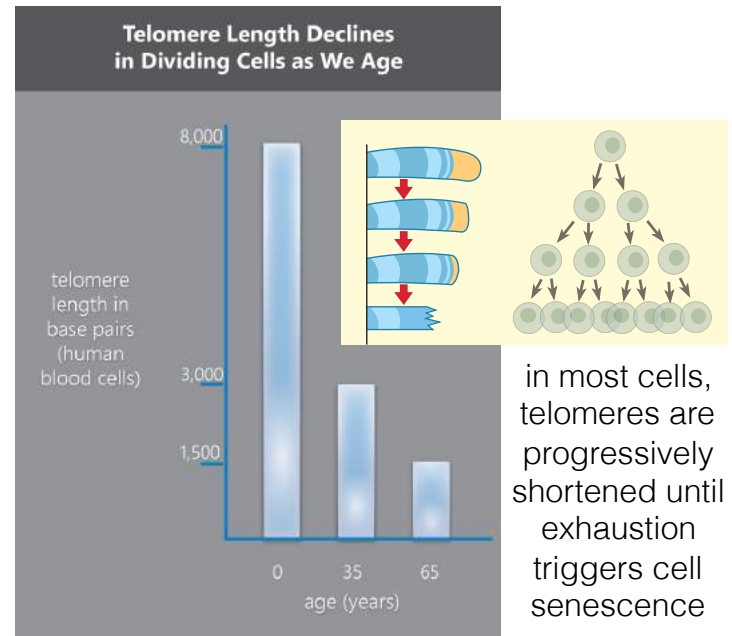 Telomere Length Declines
in Dividing Cells as We Age
8,000
telomere
length in
base pairs
(human
blood cells)
3,000
1,500
0 35 65
age (years)
in most cells,
telomeres are
progressively
shortened until
exhaustion
triggers cell
senescence